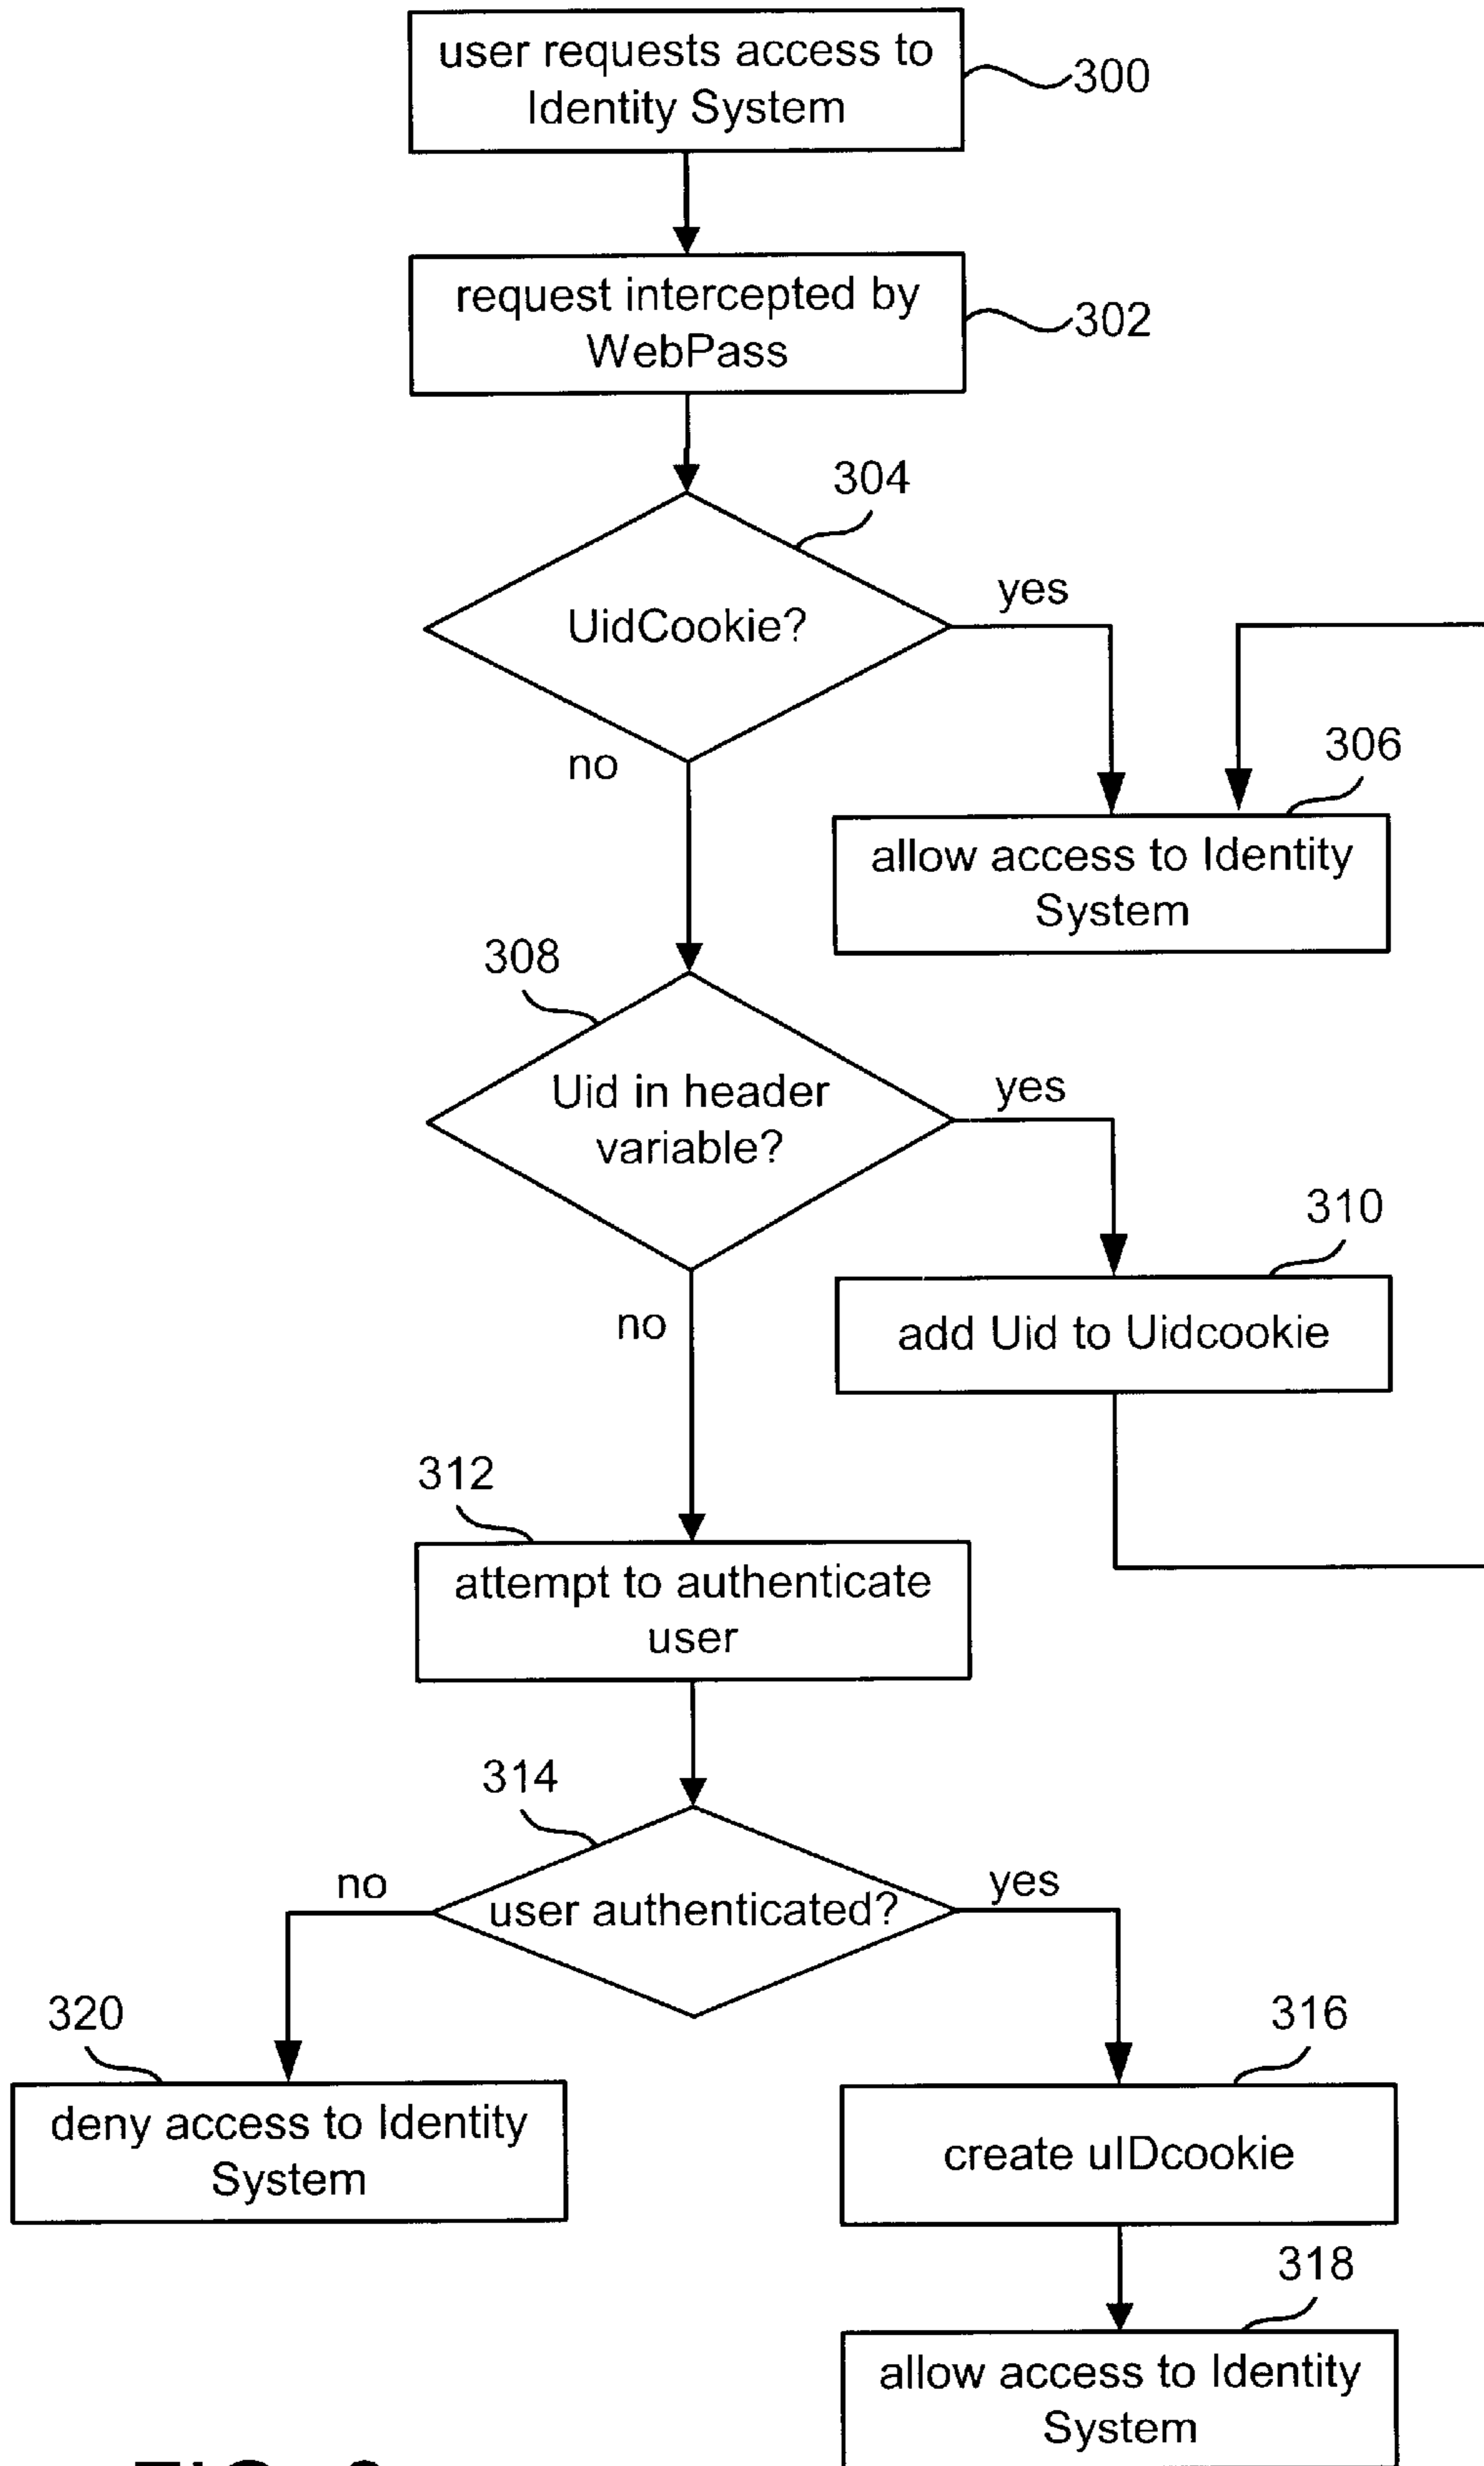 user requests access to
Identity System
300
request intercepted by
WebPass
302
304
UidCookie?
yes
no
306
allow access to Identity
System
308
Uid in header
variable?
yes
no
310
add Uid to Uidcookie
312
attempt to authenticate
user
314
user authenticated?
no
yes
320
deny access to Identity
System
316
create uIDcookie
318
allow access to Identity
System